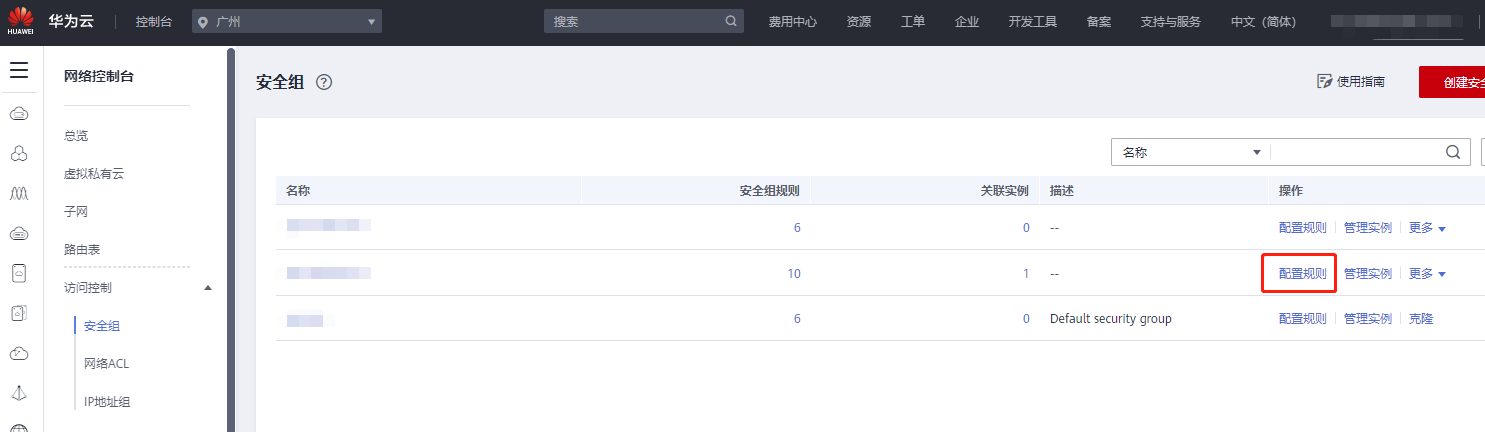 HUAWEI 华为云 控制台 广州 搜索 费用中心 资源 工单 企业 开发工具 备案 支持与服务 中文（简体）
网络控制台
总览
虚拟私有云
子网
路由表
访问控制
安全组
网络ACL
IP地址组
安全组 ? 使用指南 创建安全
名称
名称 安全组规则 关联实例 描述 操作
6 0 -- 配置规则 管理实例 更多
10 1 -- 配置规则 管理实例 更多
6 0 Default security group 配置规则 管理实例 克隆